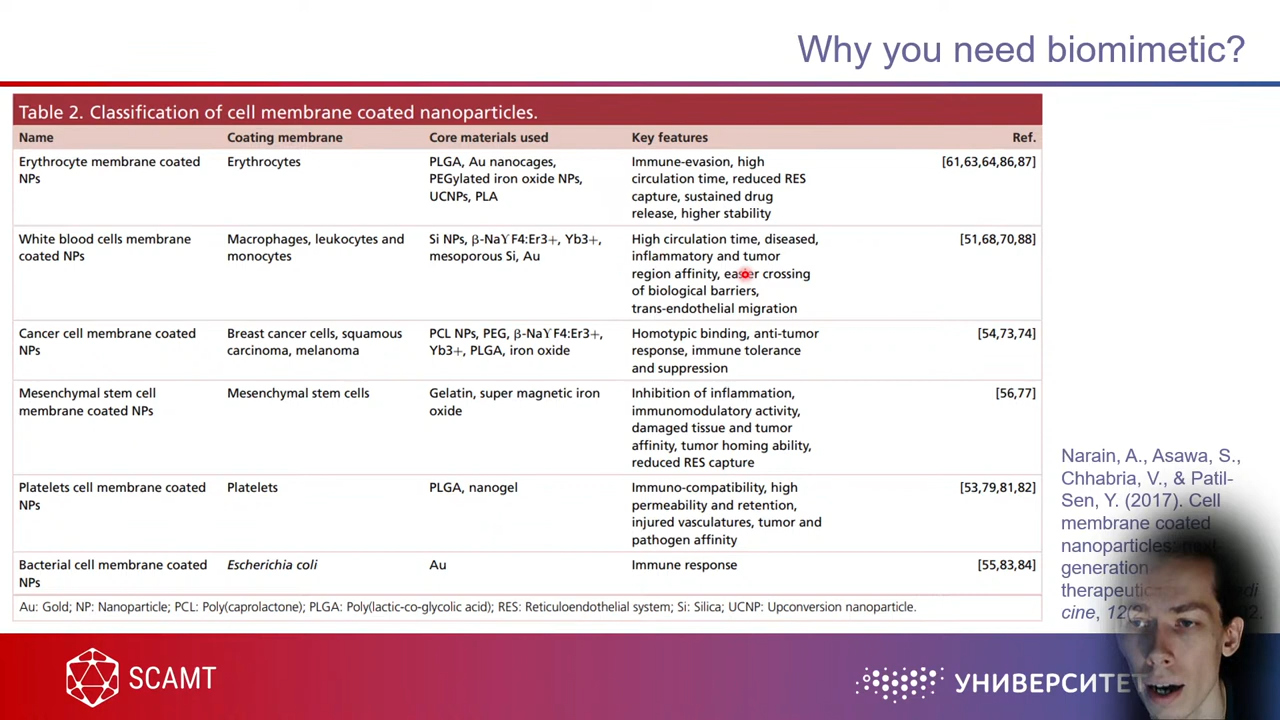 Why you need biomimetic?
Table 2. Classification of cell membrane coated nanoparticles.
Name Coating membrane Core materials used Key features Ref.
Erythrocyte membrane coated Erythrocytes PLGA, Au nanocages, Immune-evasion, high [61,63,64,86,87]
NPs PEGylated iron oxide NPs, circulation time, reduced RES
UCNPs, PLA capture, sustained drug
release, higher stability
White blood cells membrane Macrophages, leukocytes and Si NPs, β-NaϒF4:Er3+, Yb3+, High circulation time, diseased, [51,68,70,88]
coated NPs monocytes mesoporous Si, Au inflammatory and tumor
region affinity, easier crossing
of biological barriers,
trans-endothelial migration
Cancer cell membrane coated Breast cancer cells, squamous PCL NPs, PEG, β-NaϒF4:Er3+, Homotypic binding, anti-tumor [54,73,74]
NPs carcinoma, melanoma Yb3+, PLGA, iron oxide response, immune tolerance
and suppression
Mesenchymal stem cell Mesenchymal stem cells Gelatin, super magnetic iron Inhibition of inflammation, [56,77]
membrane coated NPs oxide immunomodulatory activity,
damaged tissue and tumor
affinity, tumor homing ability,
reduced RES capture
Platelets cell membrane coated Platelets PLGA, nanogel Immuno-compatibility, high [53,79,81,82]
NPs permeability and retention,
injured vasculatures, tumor and
pathogen affinity
Bacterial cell membrane coated Escherichia coli Au Immune response [55,83,84]
NPs
Au: Gold; NP: Nanoparticle; PCL: Poly(caprolactone); PLGA: Poly(lactic-co-glycolic acid); RES: Reticuloendothelial system; Si: Silica; UCNP: Upconversion nanoparticle.
Narain, A., Asawa, S.,
Chhabria, V., & Patil-
Sen, Y. (2017). Cell
membrane coated
nanoparticles:
generation
cine, 12
SCAMT
УНИВЕРСИТЕТ